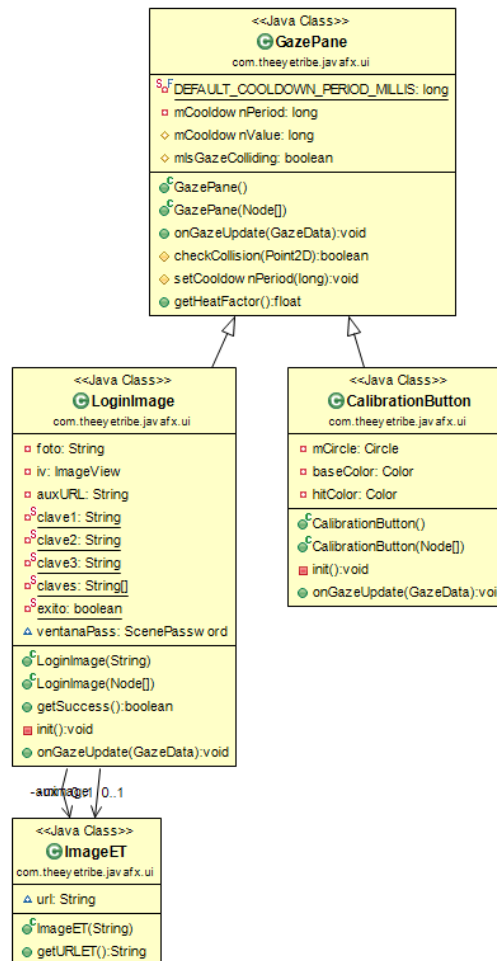 <<Java Class>>
GazePane
com.theeyetribe.javafx.ui
DEFAULT_COOLDOWN_PERIOD_MILLIS: long
mCooldownPeriod: long
mCooldownValue: long
mIsGazeColliding: boolean
GazePane()
GazePane(Node[])
onGazeUpdate(GazeData):void
checkCollision(Point2D):boolean
setCooldownPeriod(long):void
getHeatFactor():float
<<Java Class>>
LoginImage
com.theeyetribe.javafx.ui
foto: String
iv: ImageView
auxURL: String
clave1: String
clave2: String
clave3: String
claves: String[]
exito: boolean
ventanaPass: ScenePassword
LoginImage(String)
LoginImage(Node[])
getSuccess():boolean
init():void
onGazeUpdate(GazeData):void
<<Java Class>>
CalibrationButton
com.theeyetribe.javafx.ui
mCircle: Circle
baseColor: Color
hitColor: Color
CalibrationButton()
CalibrationButton(Node[])
init():void
onGazeUpdate(GazeData):voi
0..1
<<Java Class>>
ImageET
com.theeyetribe.javafx.ui
url: String
ImageET(String)
getURLET():String